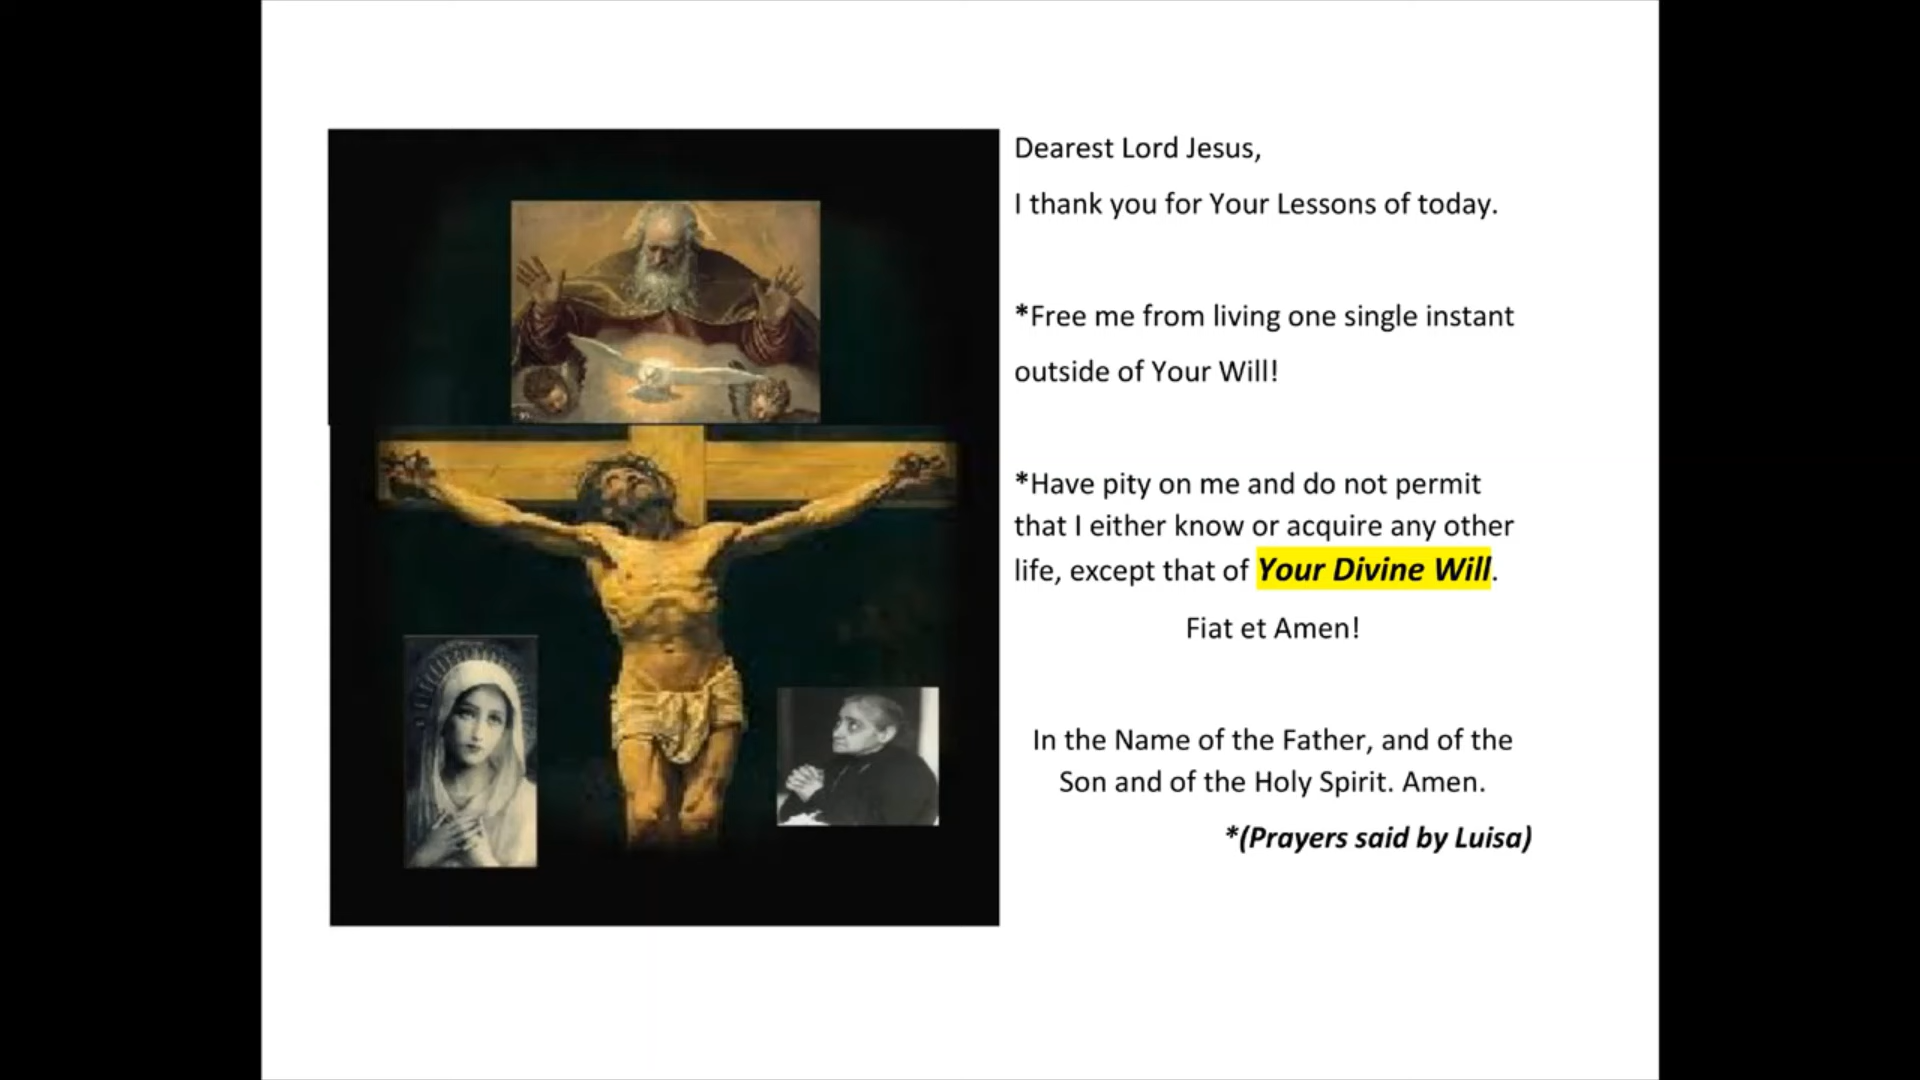 Dearest Lord Jesus,
I thank you for Your Lessons of today.
*Free me from living one single instant
outside of Your Will!
*Have pity on me and do not permit
that I either know or acquire any other
life, except that of Your Divine Will.
Fiat et Amen!
In the Name of the Father, and of the
Son and of the Holy Spirit. Amen.
*(Prayers said by Luisa)